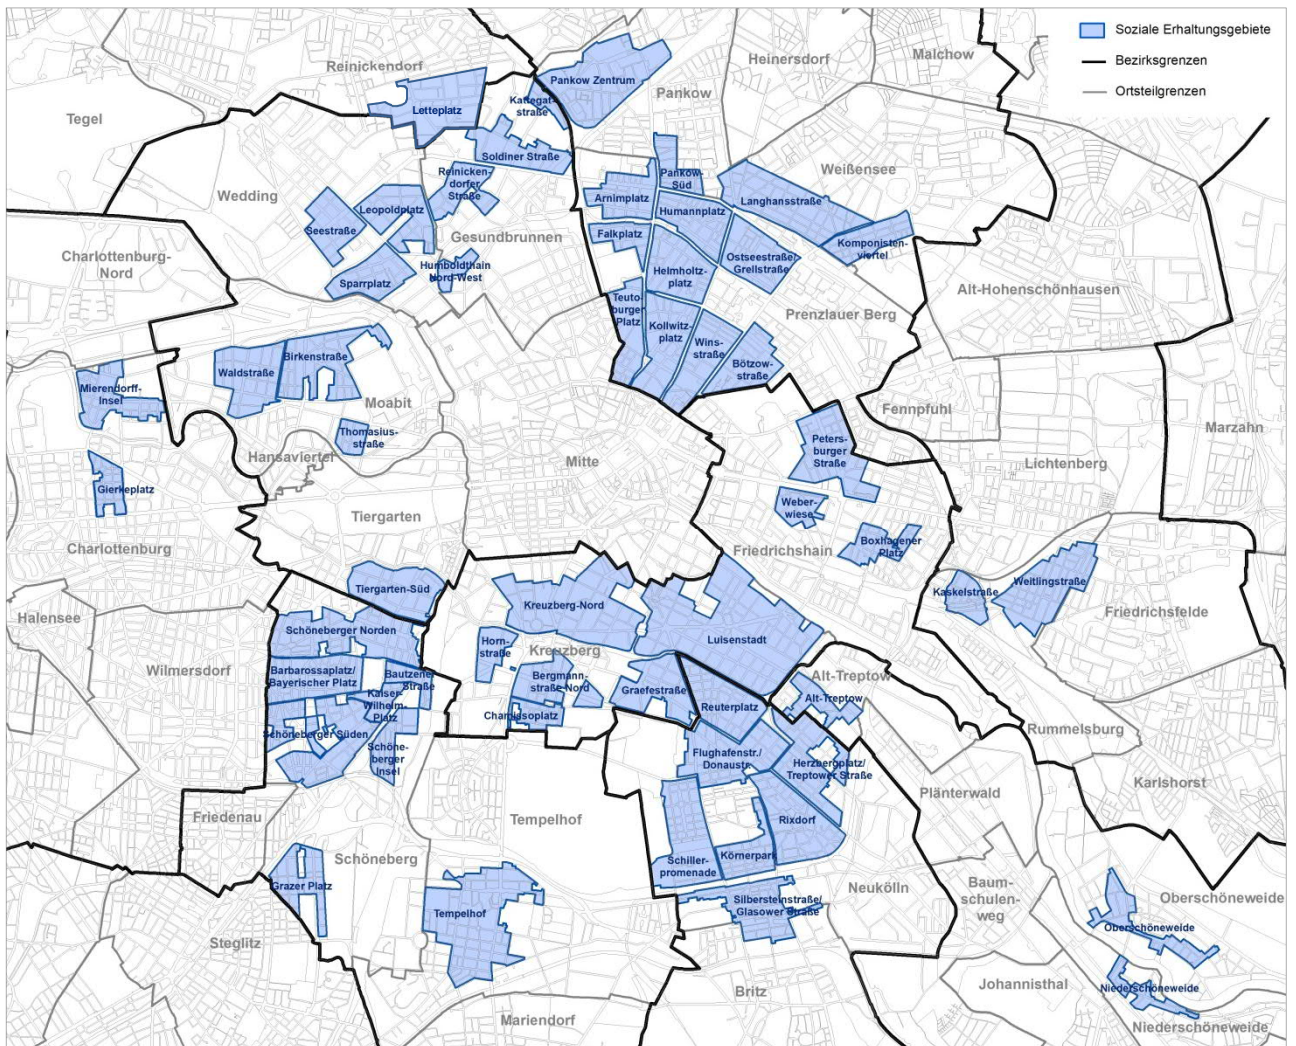 Soziale Erhaltungsgebiete
Bezirksgrenzen
Ortsteilgrenzen
Reinickendorf
Heinersdorf
Malchow
Pankow Zentrum
Pankow
Tegel
Letteplatz
Kattegat-
straße
Soldiner Straße
Weißensee
Wedding
Reinicken-
dorfer
Straße
Pankow-
Süd
Arnimplatz
Langhansstraße
Leopoldplatz
Humannplatz
Seestraße
Gesundbrunnen
Falkplatz
Komponisten-
viertel
Charlottenburg-
Nord
Humboldthain
Nord-West
Ostseestraße/
Grellstraße
Sparrplatz
Helmholtz-
platz
Alt-Hohenschönhausen
Teuto-
burger
Platz
Prenzlauer Berg
Kollwitz-
platz
Wins-
straße
Bötzow-
straße
Birkenstraße
Waldstraße
Mierendorff-
Insel
Moabit
Fennpfuhl
Thomasius-
straße
Marzahn
Hansaviertel
Mitte
Peters-
burger
Straße
Lichtenberg
Gierkeplatz
Weber-
wiese
Tiergarten
Charlottenburg
Friedrichshain
Boxhagener
Platz
Tiergarten-Süd
Kaskelstraße
Weitlingstraße
Kreuzberg-Nord
Friedrichsfelde
Halensee
Schöneberger Norden
Luisenstadt
Horn-
straße
Kreuzberg
Wilmersdorf
Barbarossaplatz/
Bayerischer Platz
Bautzener
Straße
Bergmann-
straße-Nord
Graefestraße
Alt-Treptow
Alt-Treptow
Kaiser-
Wilhelm-
Platz
Chamissoplatz
Reuterplatz
Schöneberger Süden
Rummelsburg
Schöne-
berger
Insel
Flughafenstr./
Donaustr.
Herzbergplatz/
Treptower Straße
Karlshorst
Plänterwald
Friedenau
Tempelhof
Rixdorf
Schöneberg
Schiller-
promenade
Körnerpark
Grazer Platz
Neukölln
Baum-
schulen-
weg
Silbersteinstraße/
Glasower Straße
Oberschöneweide
Tempelhof
Oberschöneweide
Steglitz
Johannisthal
Niederschöneweide
Britz
Mariendorf
Niederschöneweide